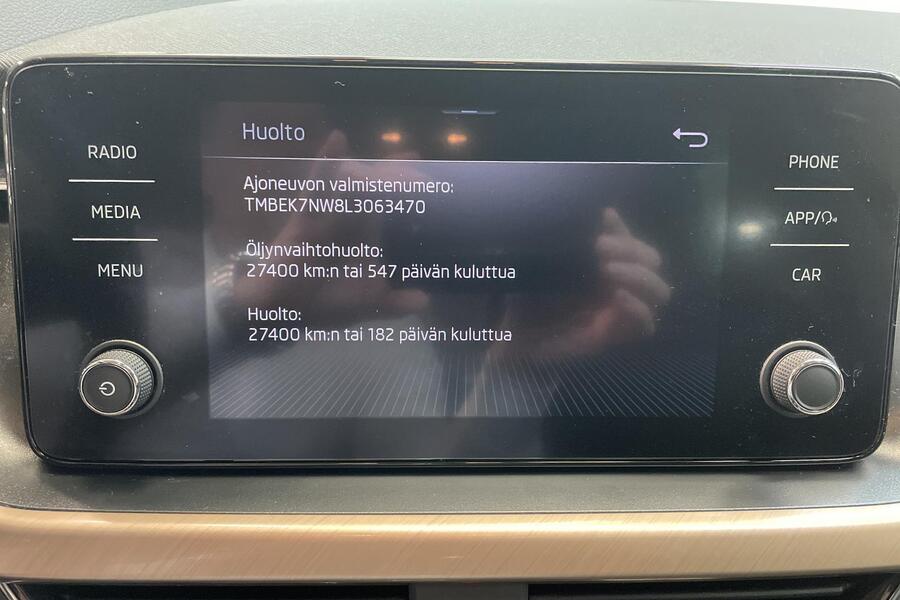 Huolto
RADIO
MEDIA
MENU
Ajoneuvon valmistenumero:
TMBEK7NW8L3063470
Öljynvaihtohuolto:
27400 km:n tai 547 päivän kuluttua
Huolto:
27400 km:n tai 182 päivän kuluttua
PHONE
APP/
CAR